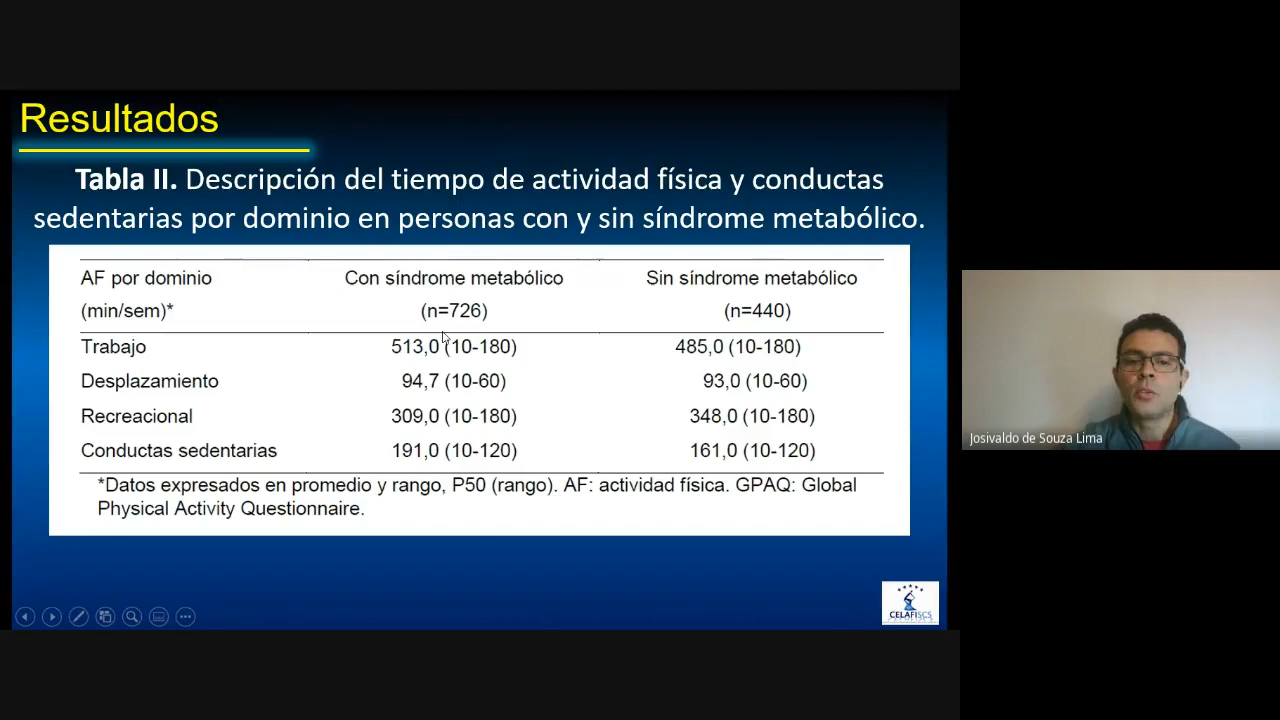 Resultados
Tabla II. Descripción del tiempo de actividad física y conductas
sedentarias por dominio en personas con y sin síndrome metabólico.
AF por dominio Con síndrome metabólico Sin síndrome metabólico
(min/sem)* (n=726) (n=440)
Trabajo 513,0 (10-180) 485,0 (10-180)
Desplazamiento 94,7 (10-60) 93,0 (10-60)
Recreacional 309,0 (10-180) 348,0 (10-180)
Conductas sedentarias 191,0 (10-120) 161,0 (10-120)
*Datos expresados en promedio y rango, P50 (rango). AF: actividad física. GPAQ: Global
Physical Activity Questionnaire.
CELAFISCS
Josivaldo de Souza Lima